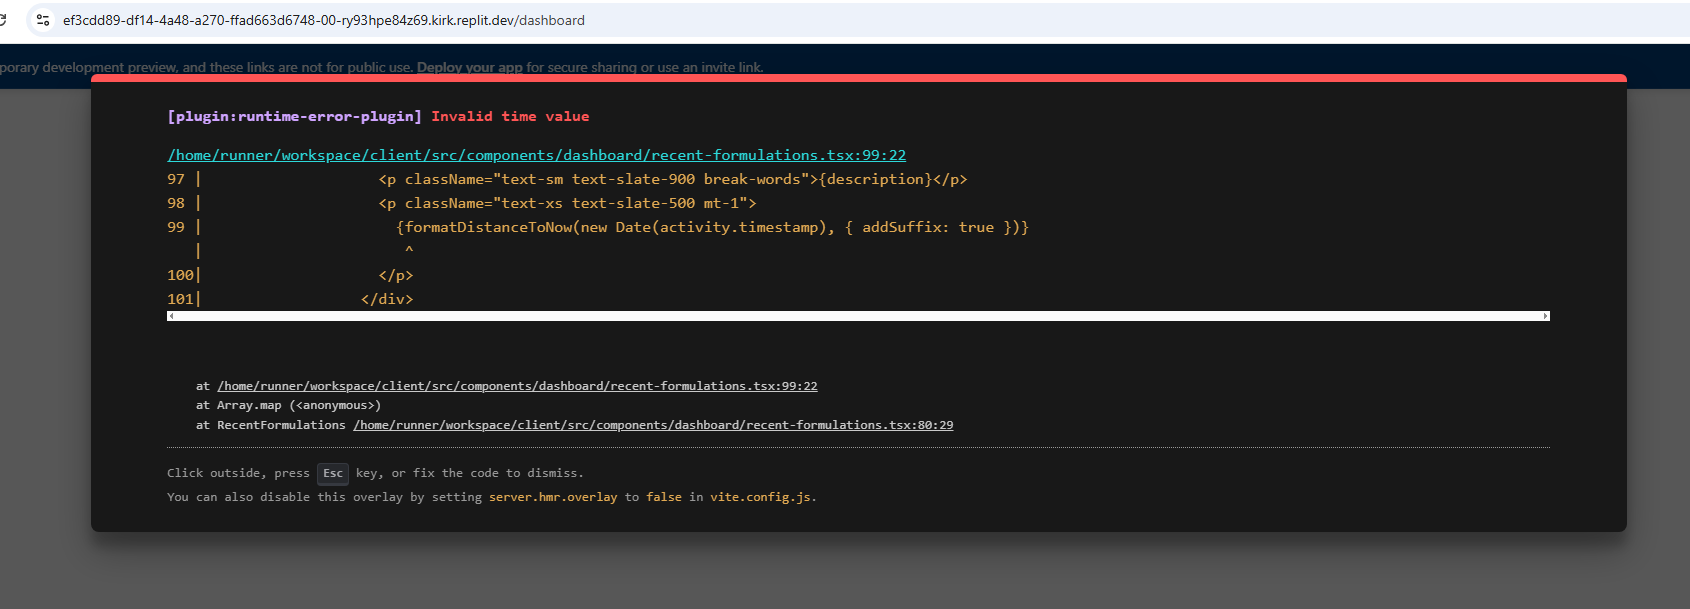 ef3cdd89-df14-4a48-a270-ffad663d6748-00-ry93hpe84z69.kirk.replit.dev/dashboard
porary development preview, and these links are not for public use. Deploy your app for secure sharing or use an invite link.
[plugin:runtime-error-plugin] Invalid time value
/home/runner/workspace/client/src/components/dashboard/recent-formulations.tsx:99:22
97 | <p className="text-sm text-slate-900 break-words">{description}</p>
98 | <p className="text-xs text-slate-500 mt-1">
99 | {formatDistanceToNow(new Date(activity.timestamp), { addSuffix: true })}
| ^
100| </p>
101| </div>
at /home/runner/workspace/client/src/components/dashboard/recent-formulations.tsx:99:22
at Array.map (<anonymous>)
at RecentFormulations /home/runner/workspace/client/src/components/dashboard/recent-formulations.tsx:80:29
Click outside, press Esc key, or fix the code to dismiss.
You can also disable this overlay by setting server.hmr.overlay to false in vite.config.js.